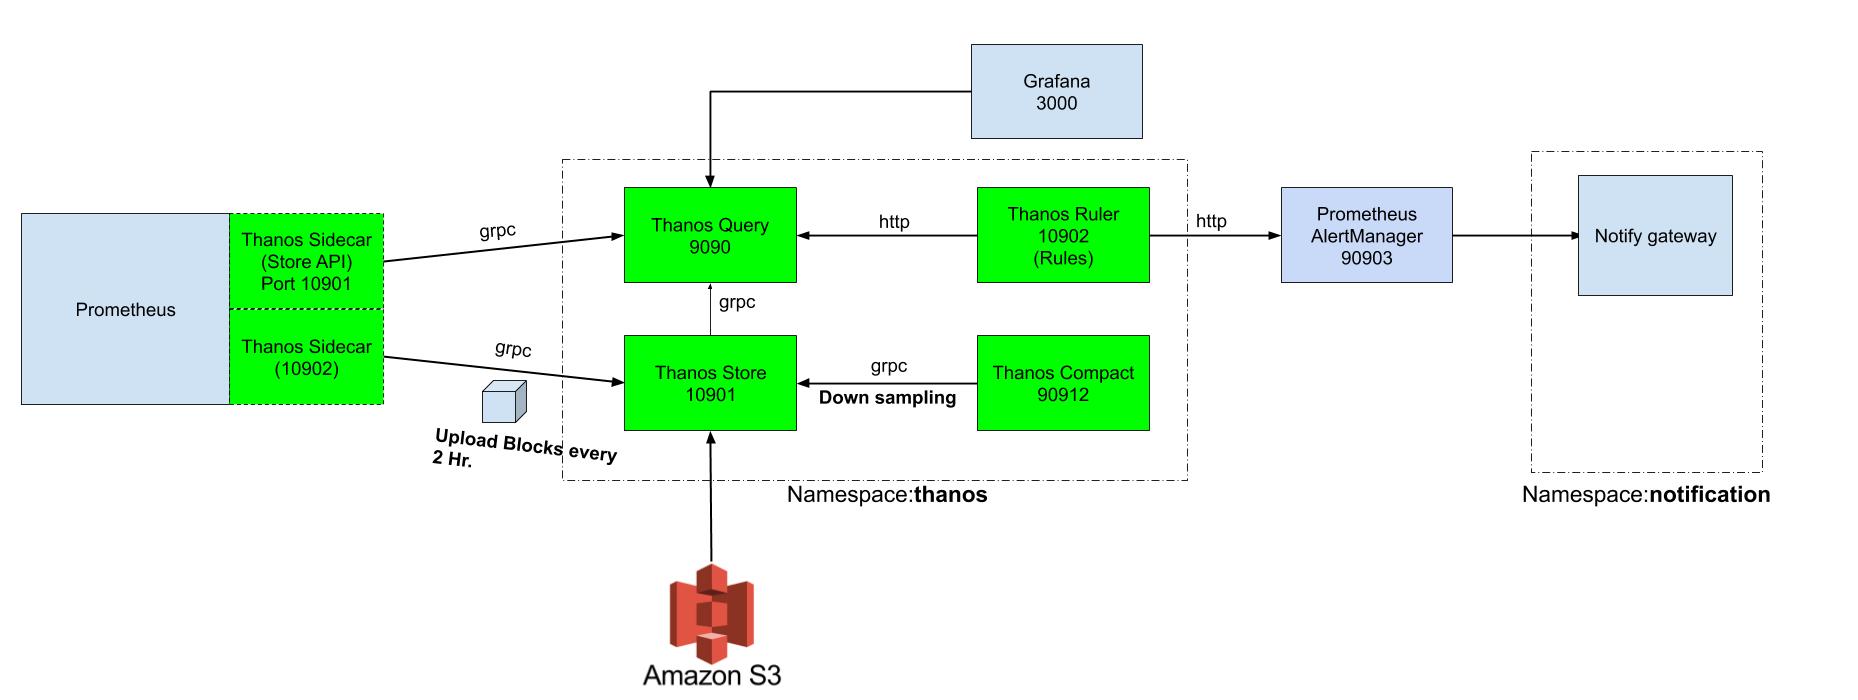 Grafana
3000
Prometheus
Thanos Sidecar
(Store API)
Port 10901
Thanos Sidecar
(10902)
grpc
grpc
Upload Blocks every
2 Hr.
Thanos Query
9090
http
Thanos Ruler
10902
(Rules)
http
Prometheus
AlertManager
90903
Notify gateway
grpc
Thanos Store
10901
grpc
Down sampling
Thanos Compact
90912
Namespace:thanos
Namespace:notification
Amazon S3